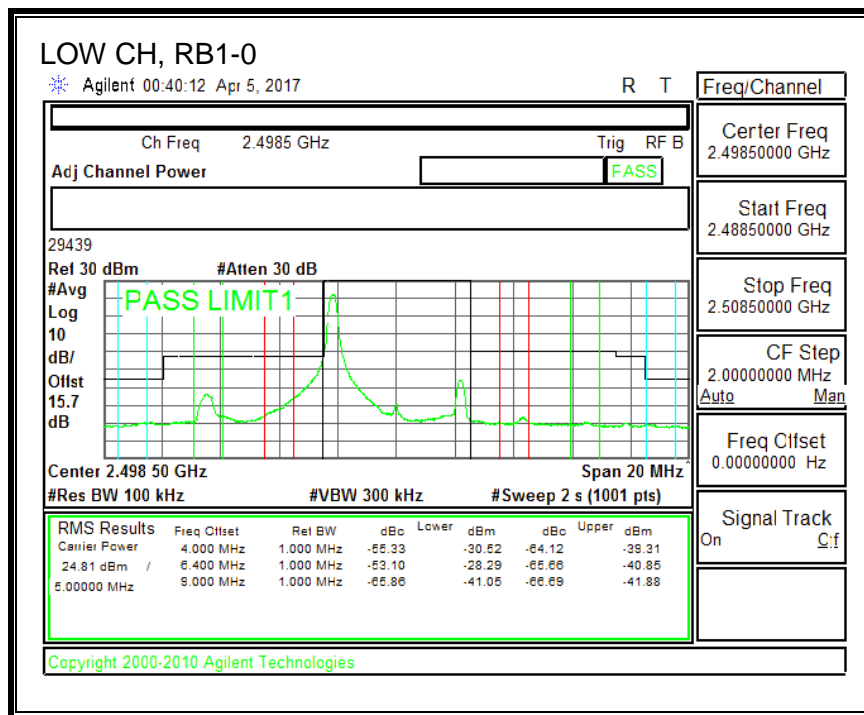 LOW CH, RB1-0
Agilent 00:40:12 Apr 5, 2017 R T
Freq/Channel
Ch Freq 2.4985 GHz Trig RF B
Adj Channel Power PASS
Center Freq
2.49850000 GHz
Start Freq
2.48850000 GHz
Stop Freq
2.50850000 GHz
CF Step
2.00000000 MHz
Auto Man
Freq Offset
0.00000000 Hz
Signal Track
On Off
29439
Ref 30 dBm #Atten 30 dB
#Avg
Log
10
dB/
Offst
15.7
dB
PASS LIMIT1
Center 2.498 50 GHz Span 20 MHz
#Res BW 100 kHz #VBW 300 kHz #Sweep 2 s (1001 pts)
RMS Results Freq Offset Ref BW dBc Lower dBm dBc Upper dBm
Carrier Power 4.000 MHz 1.000 MHz -55.33 -30.52 -64.12 -39.31
24.81 dBm / 6.400 MHz 1.000 MHz -53.10 -28.29 -65.66 -40.85
5.00000 MHz 9.000 MHz 1.000 MHz -65.86 -41.05 -66.69 -41.88
Copyright 2000-2010 Agilent Technologies